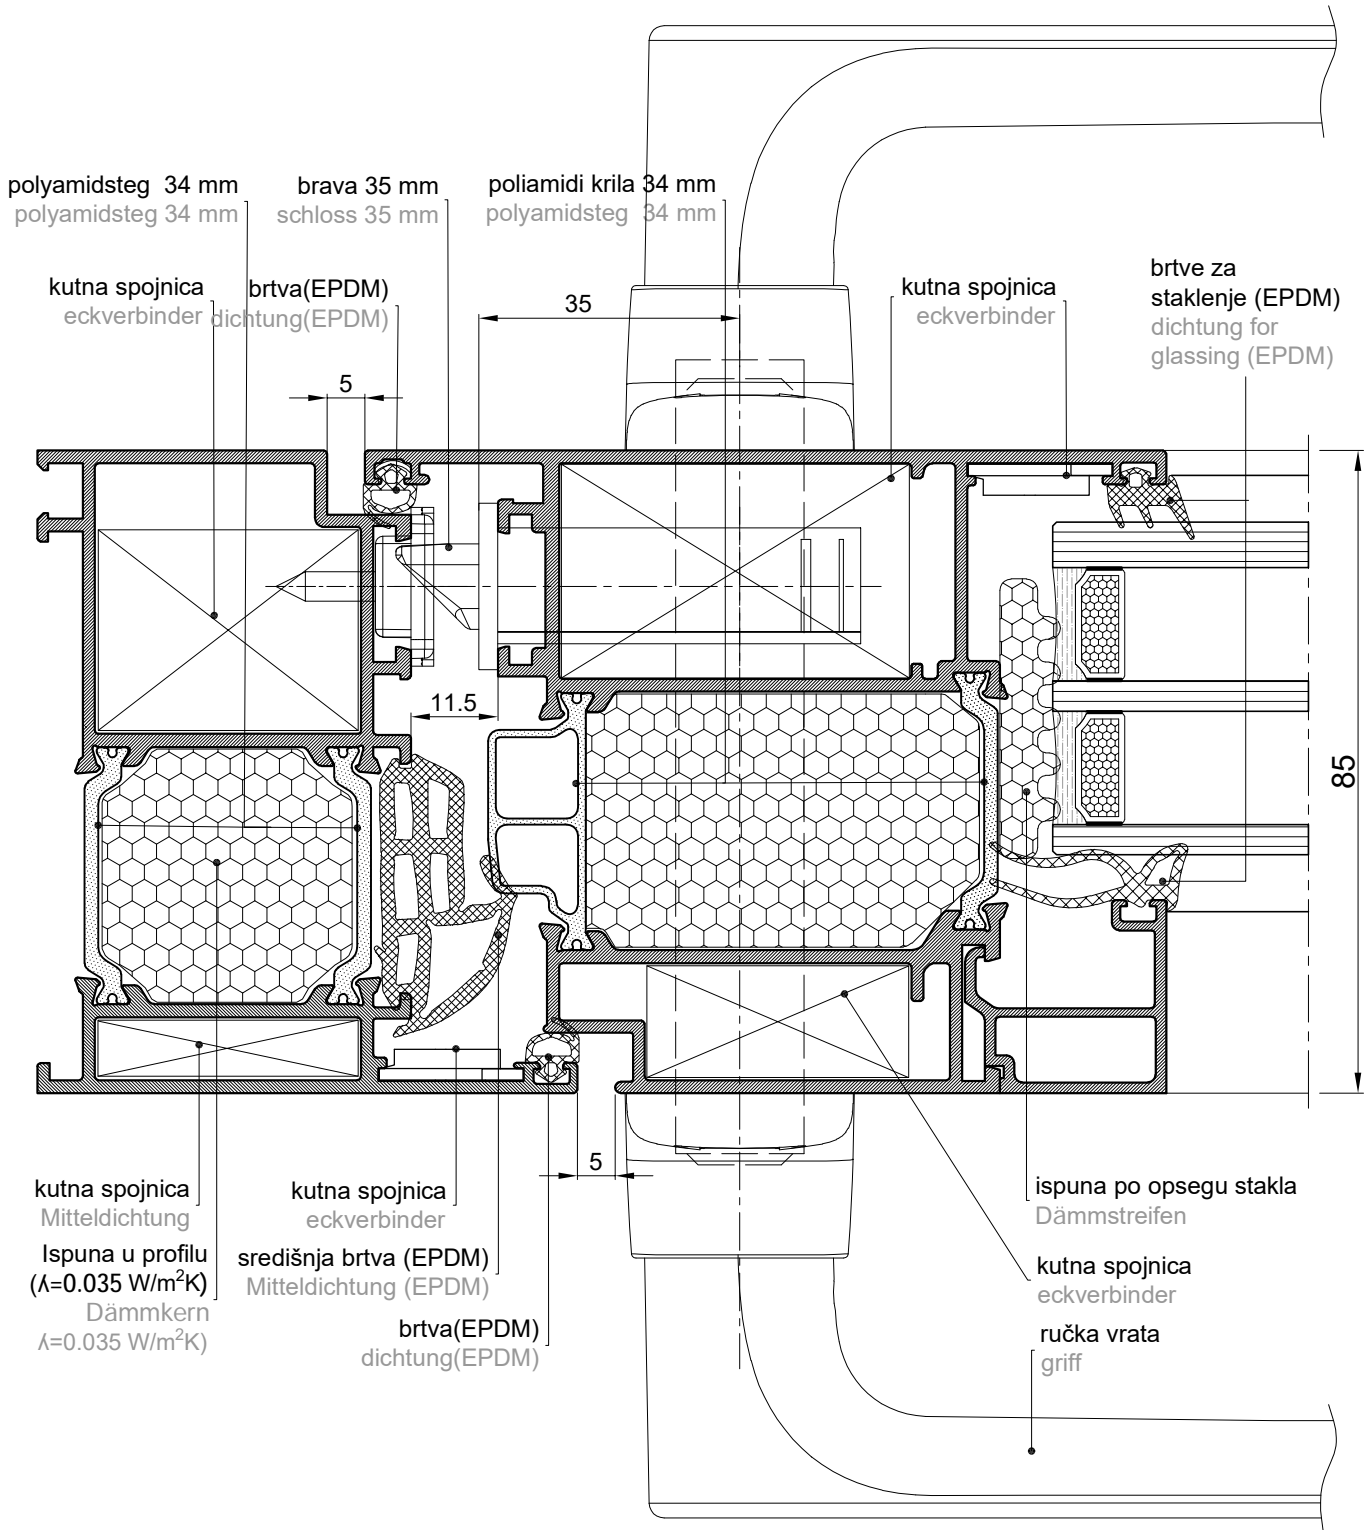 polyamidsteg 34 mm
polyamidsteg 34 mm
brava 35 mm
schloss 35 mm
poliamidi krila 34 mm
polyamidsteg 34 mm
kutna spojnica
eckverbinder
brtva(EPDM)
dichtung(EPDM)
35
kutna spojnica
eckverbinder
brtve za
staklenje (EPDM)
dichtung for
glassing (EPDM)
5
11.5
85
5
kutna spojnica
Mitteldichtung
Ispuna u profilu
(λ=0.035 W/m²K)
Dämmkern
λ=0.035 W/m²K)
kutna spojnica
eckverbinder
središnja brtva (EPDM)
Mitteldichtung (EPDM)
brtva(EPDM)
dichtung(EPDM)
ispuna po opsegu stakla
Dämmstreifen
kutna spojnica
eckverbinder
ručka vrata
griff